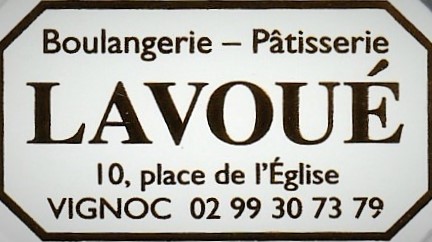 Boulangerie – Pâtisserie
LAVOUÉ
10, place de l'Église
VIGNOC 02 99 30 73 79